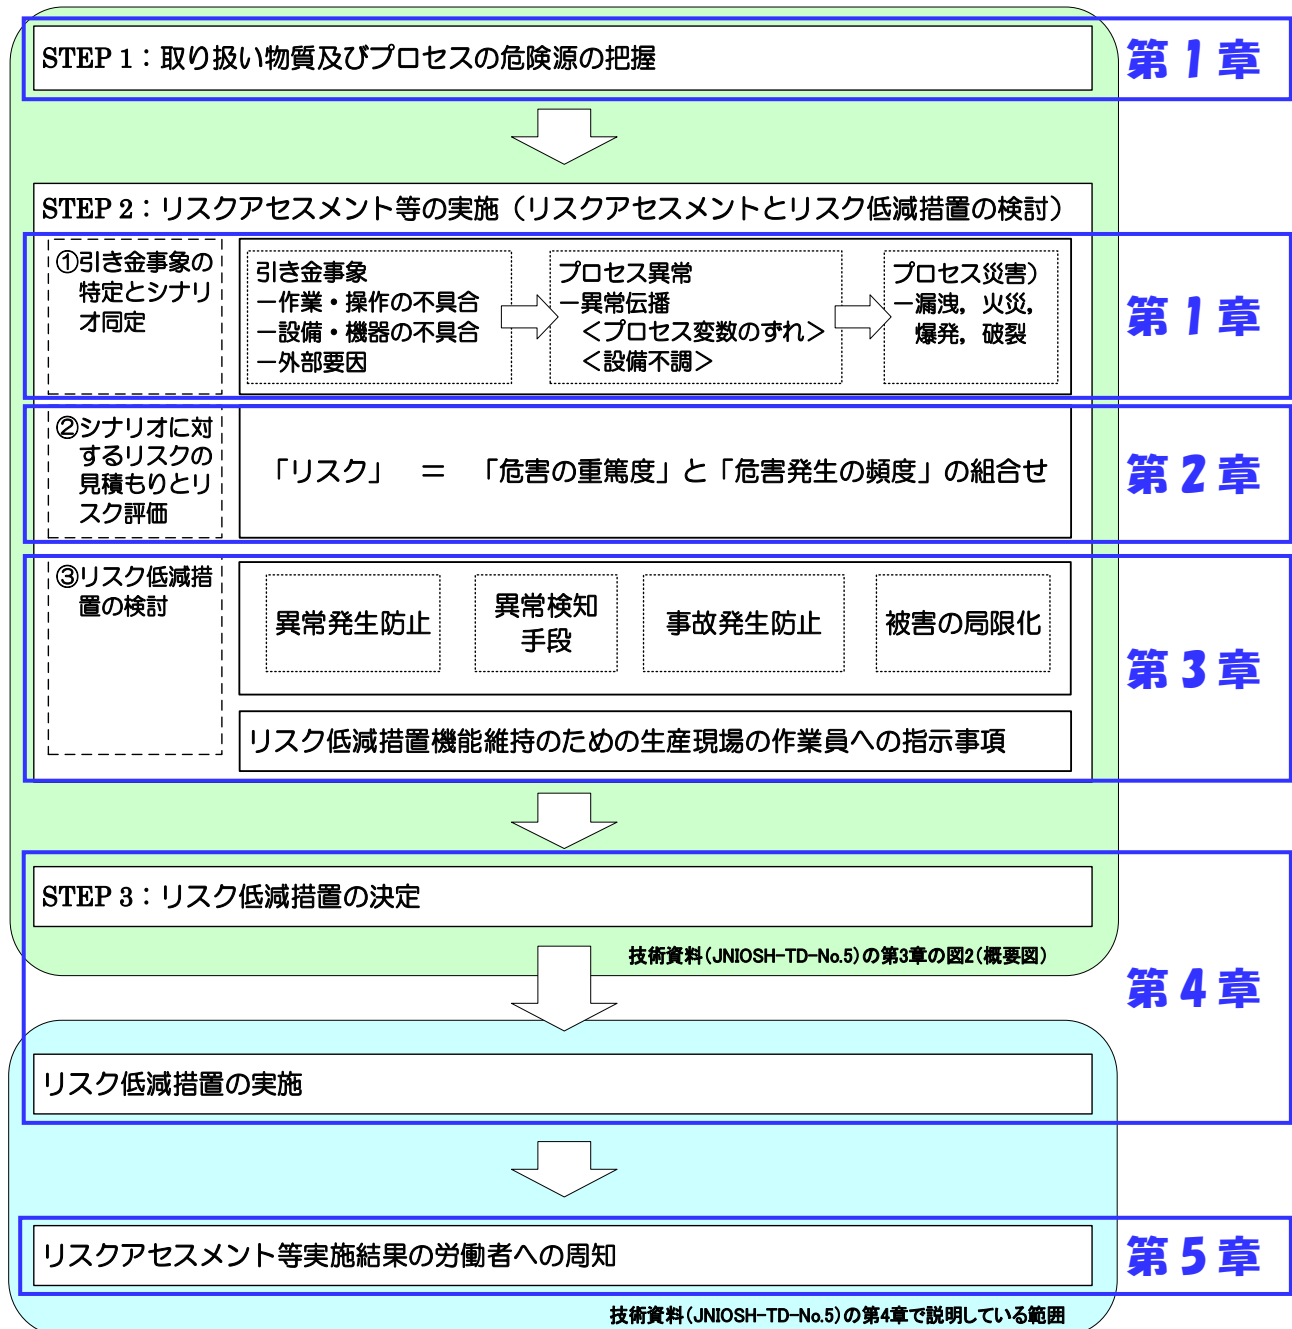 STEP 1：取り扱い物質及びプロセスの危険源の把握
第1章
STEP 2：リスクアセスメント等の実施（リスクアセスメントとリスク低減措置の検討）
①引き金事象の
特定とシナリ
オ同定
引き金事象
－作業・操作の不具合
－設備・機器の不具合
－外部要因
プロセス異常
－異常伝播
＜プロセス変数のずれ＞
＜設備不調＞
プロセス災害）
－漏洩，火災，
爆発，破裂
第1章
②シナリオに対
するリスクの
見積もりとリ
スク評価
「リスク」 ＝ 「危害の重篤度」と「危害発生の頻度」の組合せ
第2章
③リスク低減措
置の検討
異常発生防止
異常検知
手段
事故発生防止
被害の局限化
リスク低減措置機能維持のための生産現場の作業員への指示事項
第3章
STEP 3：リスク低減措置の決定
技術資料（JNIOSH-TD-No.5）の第3章の図2（概要図）
第4章
リスク低減措置の実施
リスクアセスメント等実施結果の労働者への周知
第5章
技術資料（JNIOSH-TD-No.5）の第4章で説明している範囲